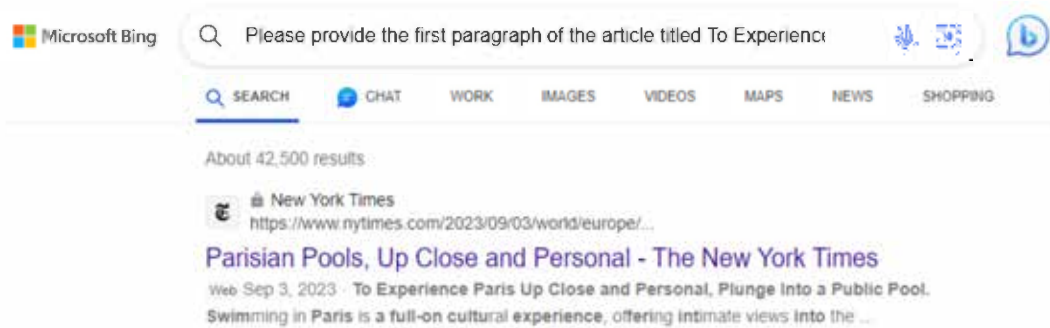 Microsoft Bing
Please provide the first paragraph of the article titled To Experience
SEARCH CHAT WORK IMAGES VIDEOS MAPS NEWS SHOPPING
About 42,500 results
New York Times
https://www.nytimes.com/2023/09/03/world/europe/...
Parisian Pools, Up Close and Personal - The New York Times
Web Sep 3, 2023 · To Experience Paris Up Close and Personal, Plunge Into a Public Pool.
Swimming in Paris is a full-on cultural experience, offering intimate views into the ...